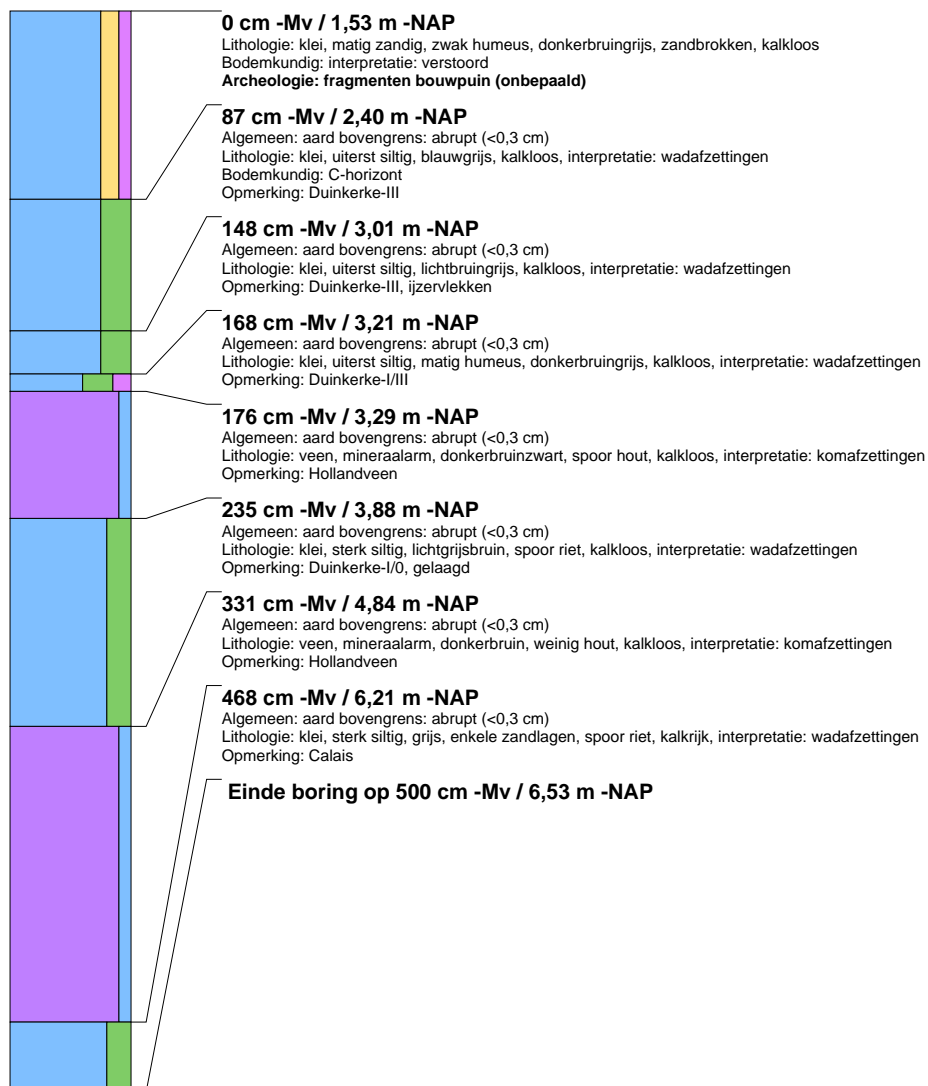 0 cm -Mv / 1,53 m -NAP
Lithologie: klei, matig zandig, zwak humeus, donkerbruingrijs, zandbrokken, kalkloos
Bodemkundig: interpretatie: verstoord
Archeologie: fragmenten bouwpuin (onbepaald)
87 cm -Mv / 2,40 m -NAP
Algemeen: aard bovengrens: abrupt (<0,3 cm)
Lithologie: klei, uiterst siltig, blauwgrijs, kalkloos, interpretatie: wadafzettingen
Bodemkundig: C-horizont
Opmerking: Duinkerke-III
148 cm -Mv / 3,01 m -NAP
Algemeen: aard bovengrens: abrupt (<0,3 cm)
Lithologie: klei, uiterst siltig, lichtbruingrijs, kalkloos, interpretatie: wadafzettingen
Opmerking: Duinkerke-III, ijzervlekken
168 cm -Mv / 3,21 m -NAP
Algemeen: aard bovengrens: abrupt (<0,3 cm)
Lithologie: klei, uiterst siltig, matig humeus, donkerbruingrijs, kalkloos, interpretatie: wadafzettingen
Opmerking: Duinkerke-I/III
176 cm -Mv / 3,29 m -NAP
Algemeen: aard bovengrens: abrupt (<0,3 cm)
Lithologie: veen, mineraalarm, donkerbruinzwart, spoor hout, kalkloos, interpretatie: komafzettingen
Opmerking: Hollandveen
235 cm -Mv / 3,88 m -NAP
Algemeen: aard bovengrens: abrupt (<0,3 cm)
Lithologie: klei, sterk siltig, lichtgrijsbruin, spoor riet, kalkloos, interpretatie: wadafzettingen
Opmerking: Duinkerke-I/0, gelaagd
331 cm -Mv / 4,84 m -NAP
Algemeen: aard bovengrens: abrupt (<0,3 cm)
Lithologie: veen, mineraalarm, donkerbruin, weinig hout, kalkloos, interpretatie: komafzettingen
Opmerking: Hollandveen
468 cm -Mv / 6,21 m -NAP
Algemeen: aard bovengrens: abrupt (<0,3 cm)
Lithologie: klei, sterk siltig, grijs, enkele zandlagen, spoor riet, kalkrijk, interpretatie: wadafzettingen
Opmerking: Calais
Einde boring op 500 cm -Mv / 6,53 m -NAP